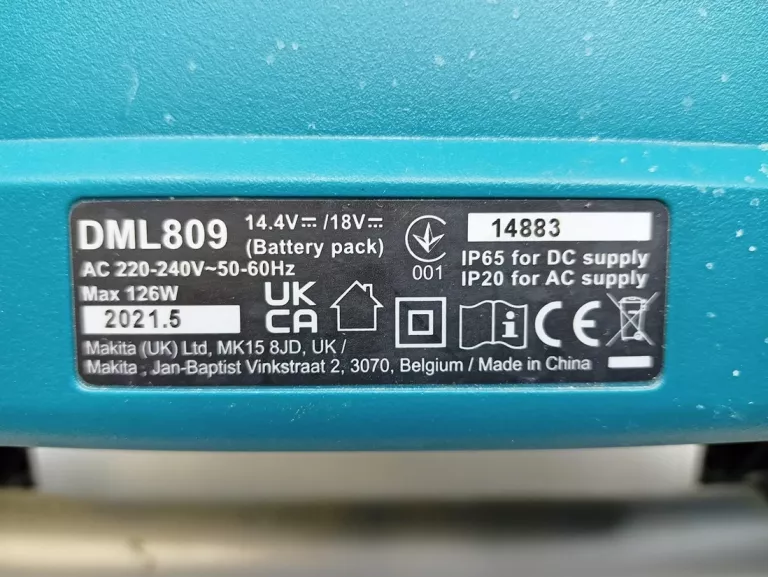 DML809 14.4V⎓/18V⎓ 14883
(Battery pack)
AC 220-240V~50-60Hz
Max 126W
001
IP65 for DC supply
IP20 for AC supply
UK
CA
CE
2021.5
Makita (UK) Ltd, MK15 8JD, UK /
Makita , Jan-Baptist Vinkstraat 2, 3070, Belgium / Made in China